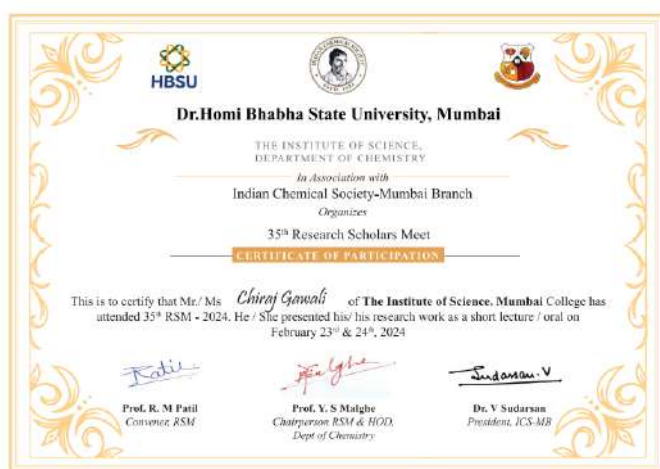 HBSU
Dr.Homi Bhabha State University, Mumbai
THE INSTITUTE OF SCIENCE,
DEPARTMENT OF CHEMISTRY
In Association with
Indian Chemical Society-Mumbai Branch
Organizes
35th Research Scholars Meet
CERTIFICATE OF PARTICIPATION
This is to certify that Mr./ Ms Chiraj Gawali of The Institute of Science, Mumbai College has
attended 35th RSM - 2024. He / She presented his/ his research work as a short lecture / oral on
February 23rd & 24th, 2024
Sudarsan.V
Prof. R. M Patil
Prof. Y. S Malghe
Dr. V Sudarsan
Convener, RSM
Chairperson RSM & HOD,
President, ICS-MB
Dept of Chemistry